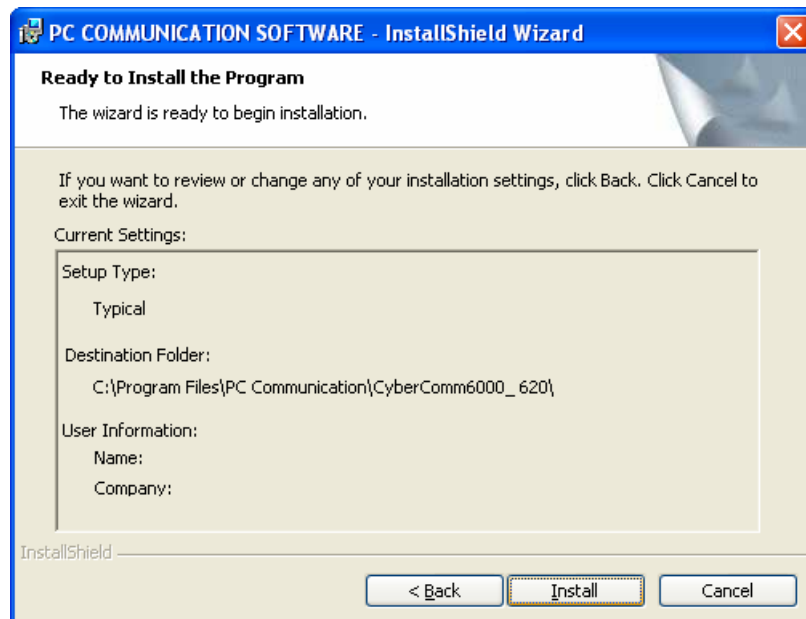 PC COMMUNICATION SOFTWARE - InstallShield Wizard
Ready to Install the Program
The wizard is ready to begin installation.
If you want to review or change any of your installation settings, click Back. Click Cancel to
exit the wizard.
Current Settings:
Setup Type:
Typical
Destination Folder:
C:\Program Files\PC Communication\CyberComm6000_ 620\
User Information:
Name:
Company:
InstallShield
< Back
Install
Cancel